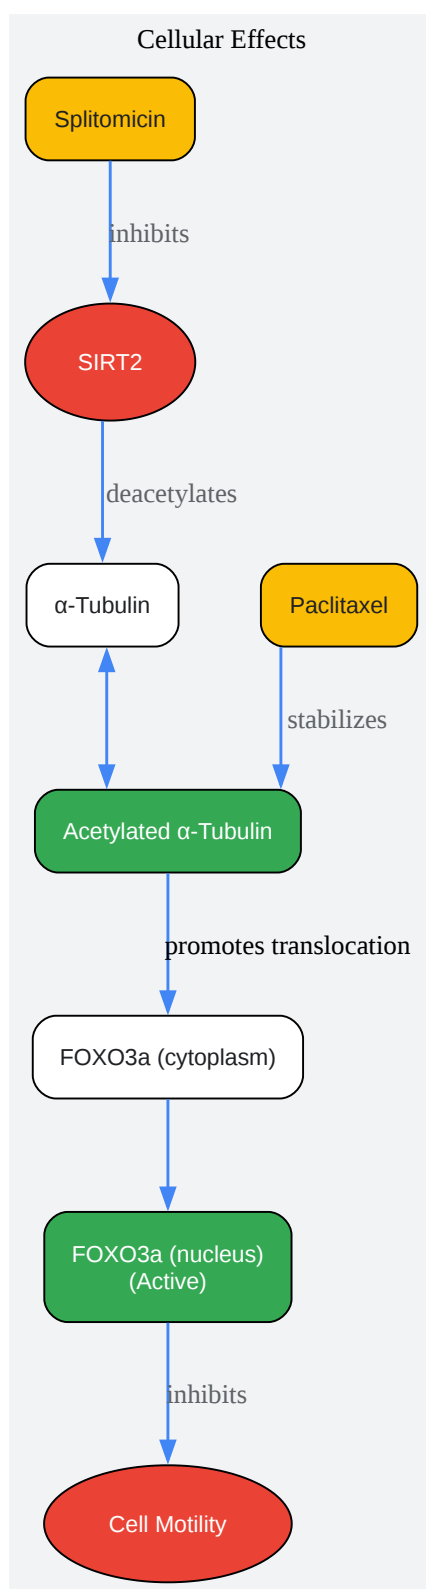 Cellular Effects
Splitomicin
inhibits
SIRT2
deacetylates
α-Tubulin
Paclitaxel
stabilizes
Acetylated α-Tubulin
promotes translocation
FOXO3a (cytoplasm)
FOXO3a (nucleus)
(Active)
inhibits
Cell Motility